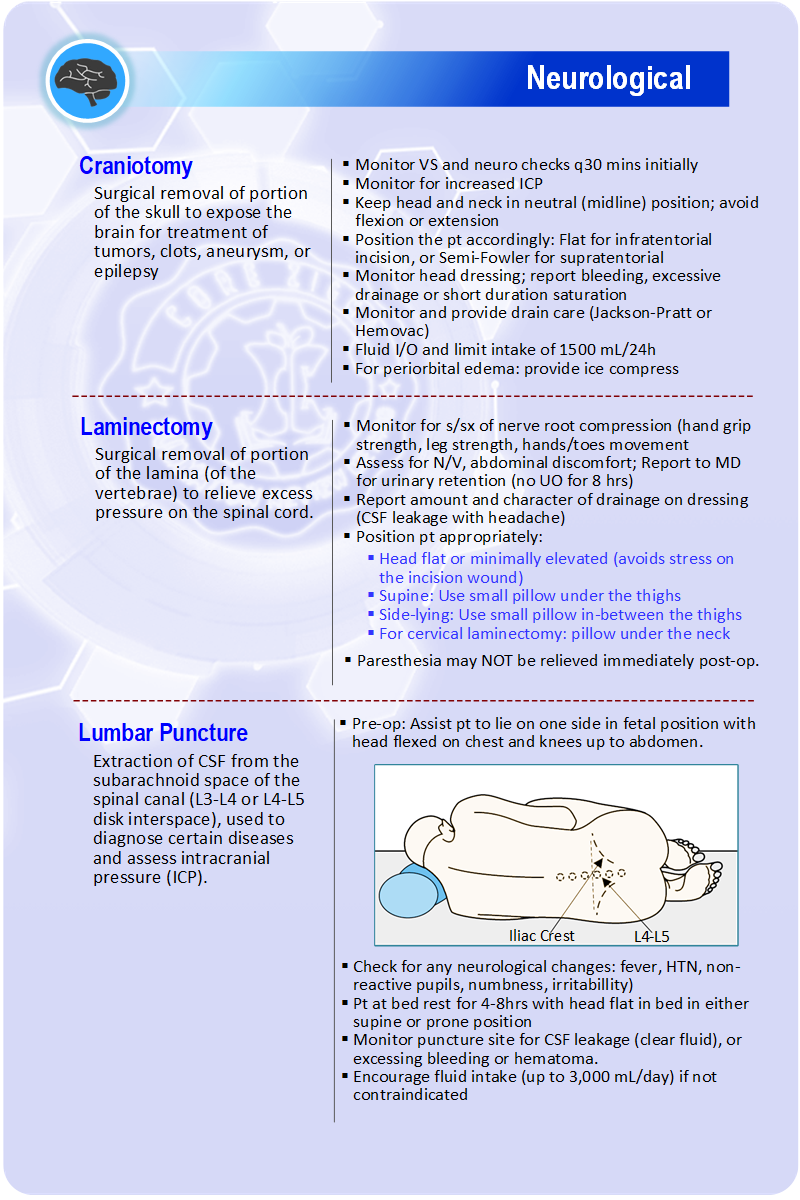 Neurological
Craniotomy
Surgical removal of portion
of the skull to expose the
brain for treatment of
tumors, clots, aneurysm, or
epilepsy
▪ Monitor VS and neuro checks q30 mins initially
▪ Monitor for increased ICP
▪ Keep head and neck in neutral (midline) position; avoid
flexion or extension
▪ Position the pt accordingly: Flat for infratentorial
incision, or Semi-Fowler for supratentorial
▪ Monitor head dressing; report bleeding, excessive
drainage or short duration saturation
▪ Monitor and provide drain care (Jackson-Pratt or
Hemovac)
▪ Fluid I/O and limit intake of 1500 mL/24h
▪ For periorbital edema: provide ice compress
Laminectomy
Surgical removal of portion
of the lamina (of the
vertebrae) to relieve excess
pressure on the spinal cord.
▪ Monitor for s/sx of nerve root compression (hand grip
strength, leg strength, hands/toes movement
▪ Assess for N/V, abdominal discomfort; Report to MD
for urinary retention (no UO for 8 hrs)
▪ Report amount and character of drainage on dressing
(CSF leakage with headache)
▪ Position pt appropriately:
▪ Head flat or minimally elevated (avoids stress on
the incision wound)
▪ Supine: Use small pillow under the thighs
▪ Side-lying: Use small pillow in-between the thighs
▪ For cervical laminectomy: pillow under the neck
▪ Paresthesia may NOT be relieved immediately post-op.
Lumbar Puncture
Extraction of CSF from the
subarachnoid space of the
spinal canal (L3-L4 or L4-L5
disk interspace), used to
diagnose certain diseases
and assess intracranial
pressure (ICP).
▪ Pre-op: Assist pt to lie on one side in fetal position with
head flexed on chest and knees up to abdomen.
Iliac Crest
L4-L5
▪ Check for any neurological changes: fever, HTN, non-
reactive pupils, numbness, irritabillity)
▪ Pt at bed rest for 4-8hrs with head flat in bed in either
supine or prone position
▪ Monitor puncture site for CSF leakage (clear fluid), or
excessing bleeding or hematoma.
▪ Encourage fluid intake (up to 3,000 mL/day) if not
contraindicated